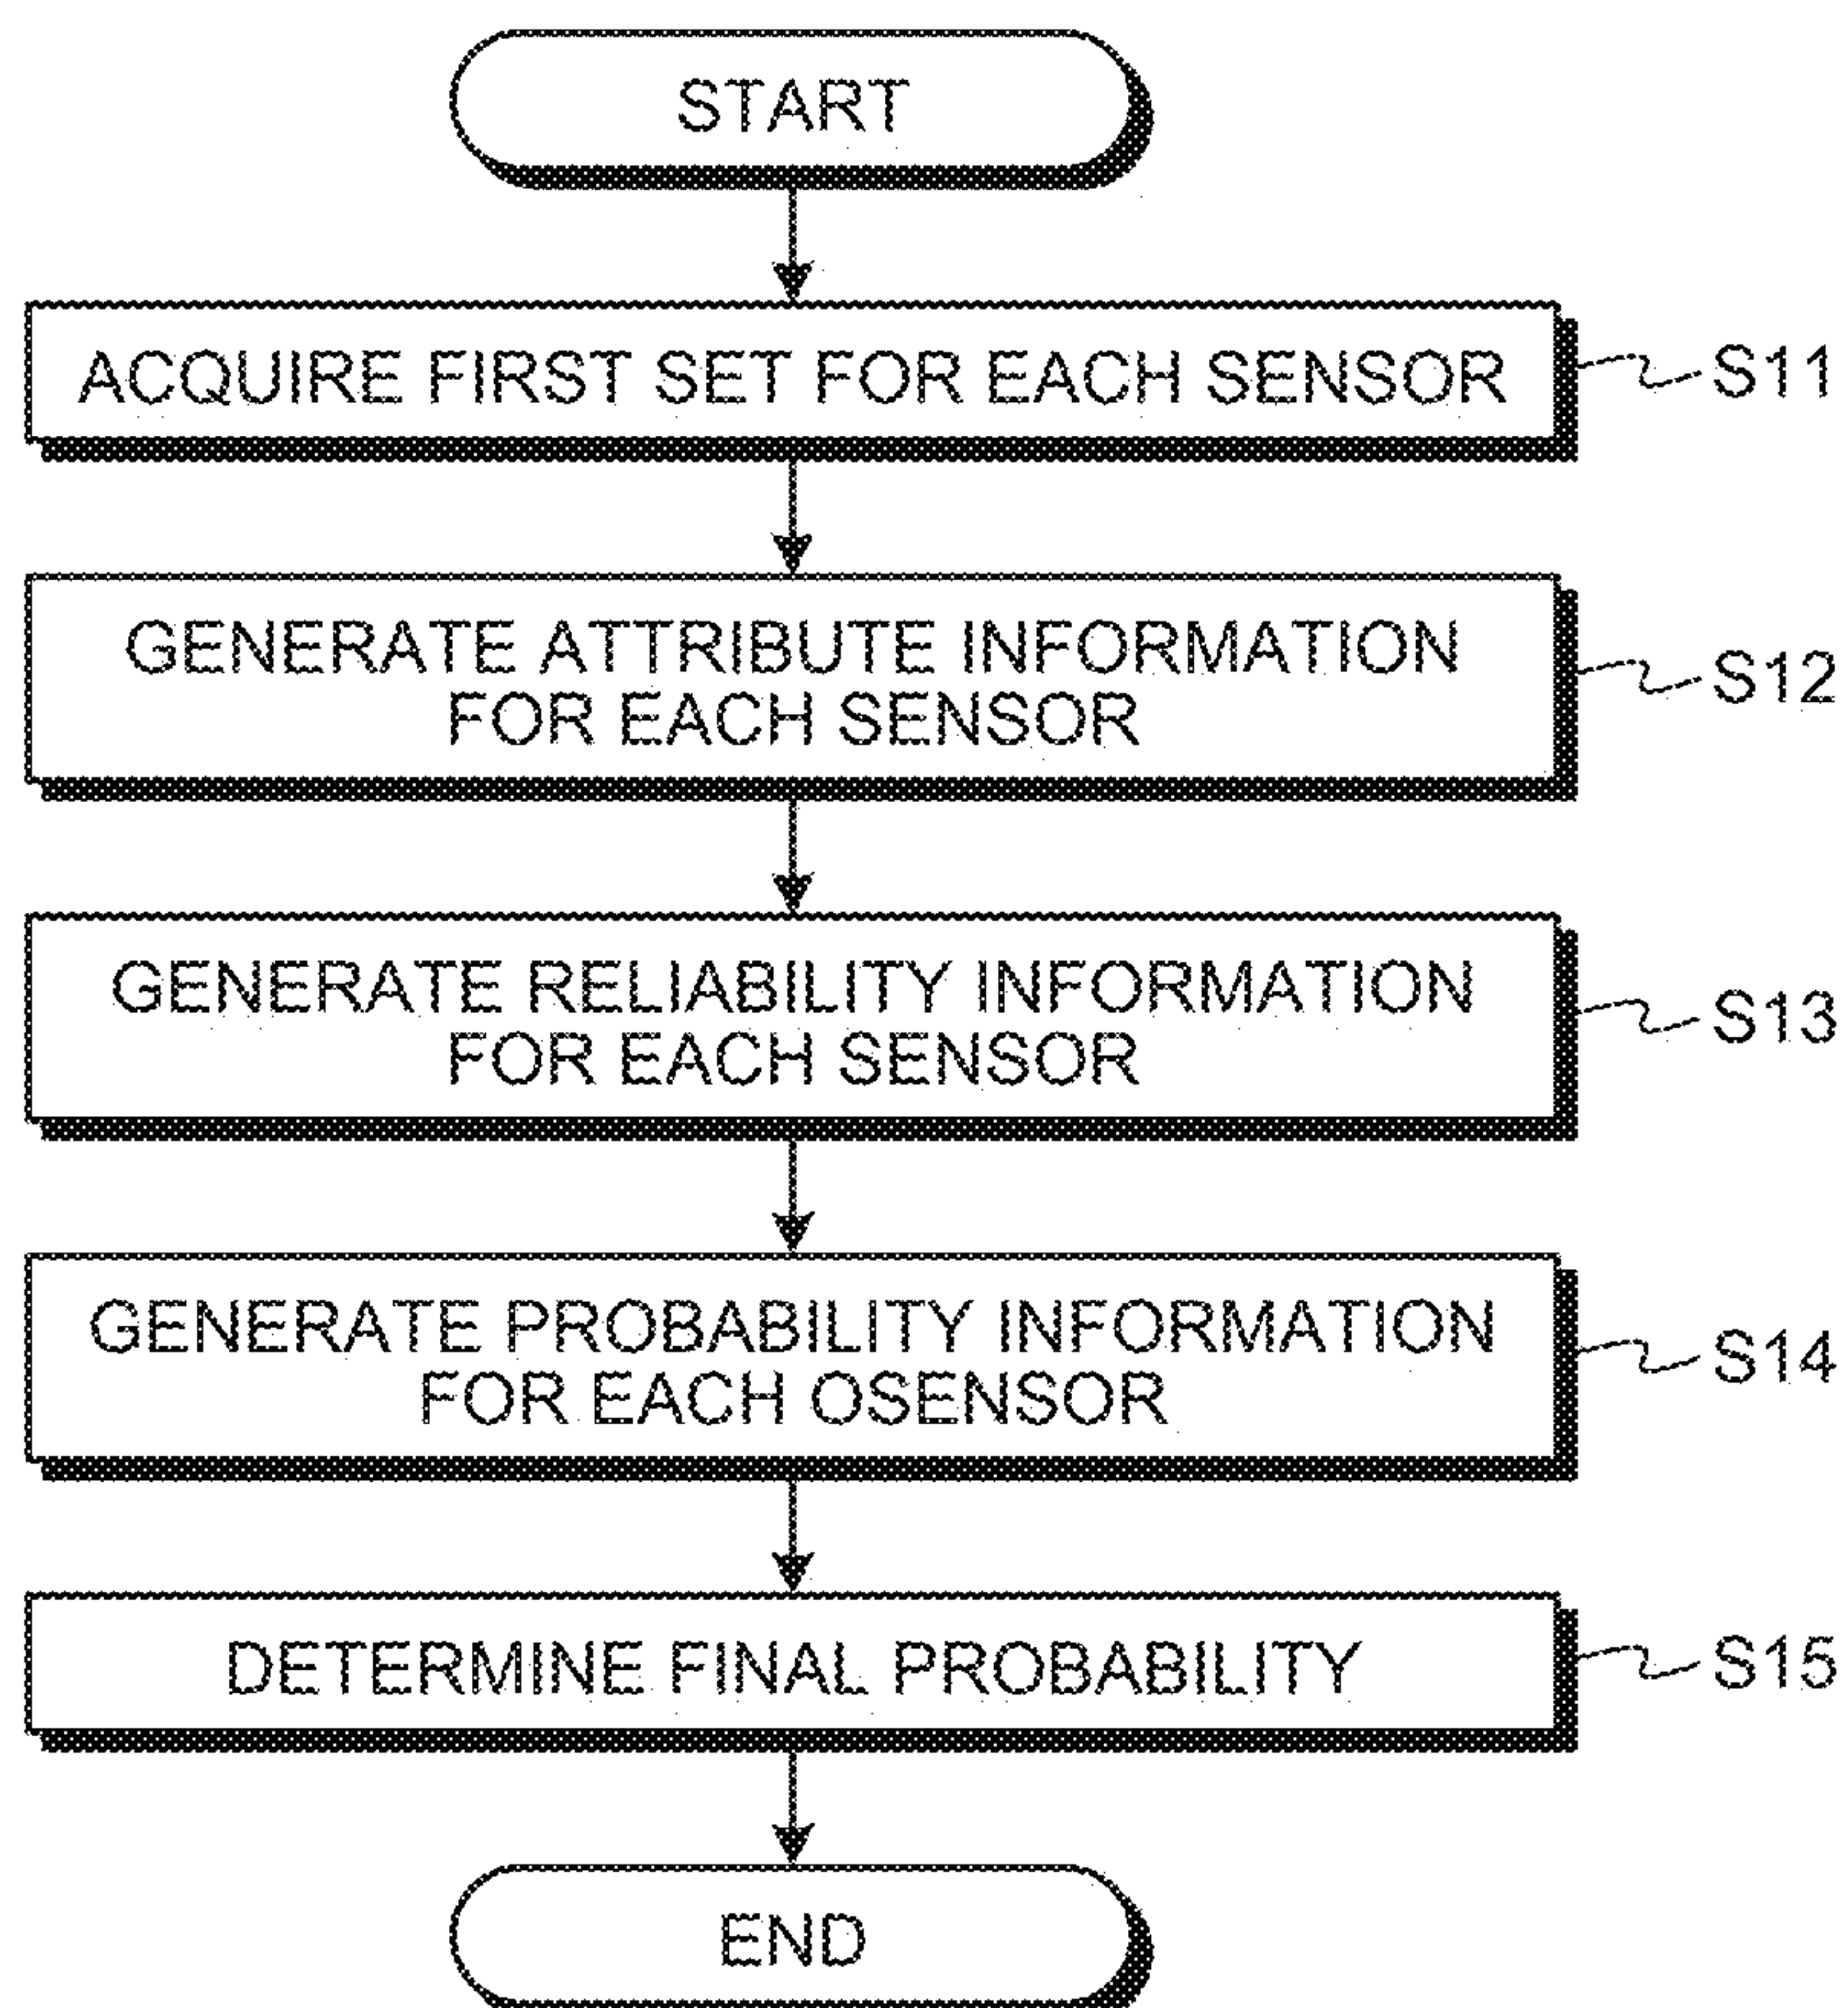 START
ACQUIRE FIRST SET FOR EACH SENSOR
S11
GENERATE ATTRIBUTE INFORMATION
FOR EACH SENSOR
S12
GENERATE RELIABILITY INFORMATION
FOR EACH SENSOR
S13
GENERATE PROBABILITY INFORMATION
FOR EACH OSENSOR
S14
DETERMINE FINAL PROBABILITY
S15
END